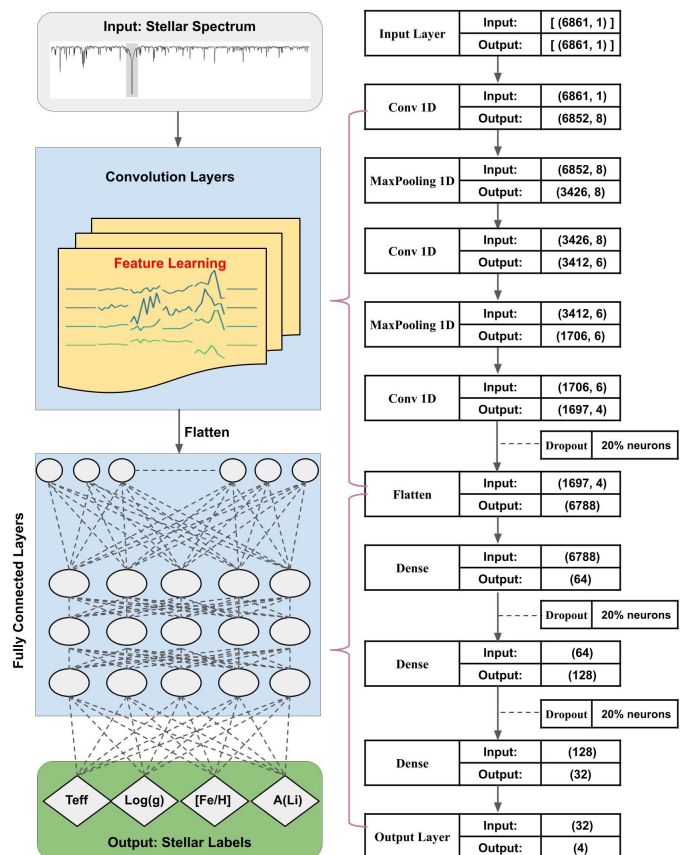 Input: Stellar Spectrum
Convolution Layers
Feature Learning
Flatten
Fully Connected Layers
Teff
Log(g)
[Fe/H]
A(Li)
Output: Stellar Labels
Input Layer
Input:
[ (6861, 1) ]
Output:
[ (6861, 1) ]
Conv 1D
Input:
(6861, 1)
Output:
(6852, 8)
MaxPooling 1D
Input:
(6852, 8)
Output:
(3426, 8)
Conv 1D
Input:
(3426, 8)
Output:
(3412, 6)
MaxPooling 1D
Input:
(3412, 6)
Output:
(1706, 6)
Conv 1D
Input:
(1706, 6)
Output:
(1697, 4)
Dropout
20% neurons
Flatten
Input:
(1697, 4)
Output:
(6788)
Dense
Input:
(6788)
Output:
(64)
Dropout
20% neurons
Dense
Input:
(64)
Output:
(128)
Dropout
20% neurons
Dense
Input:
(128)
Output:
(32)
Output Layer
Input:
(32)
Output:
(4)